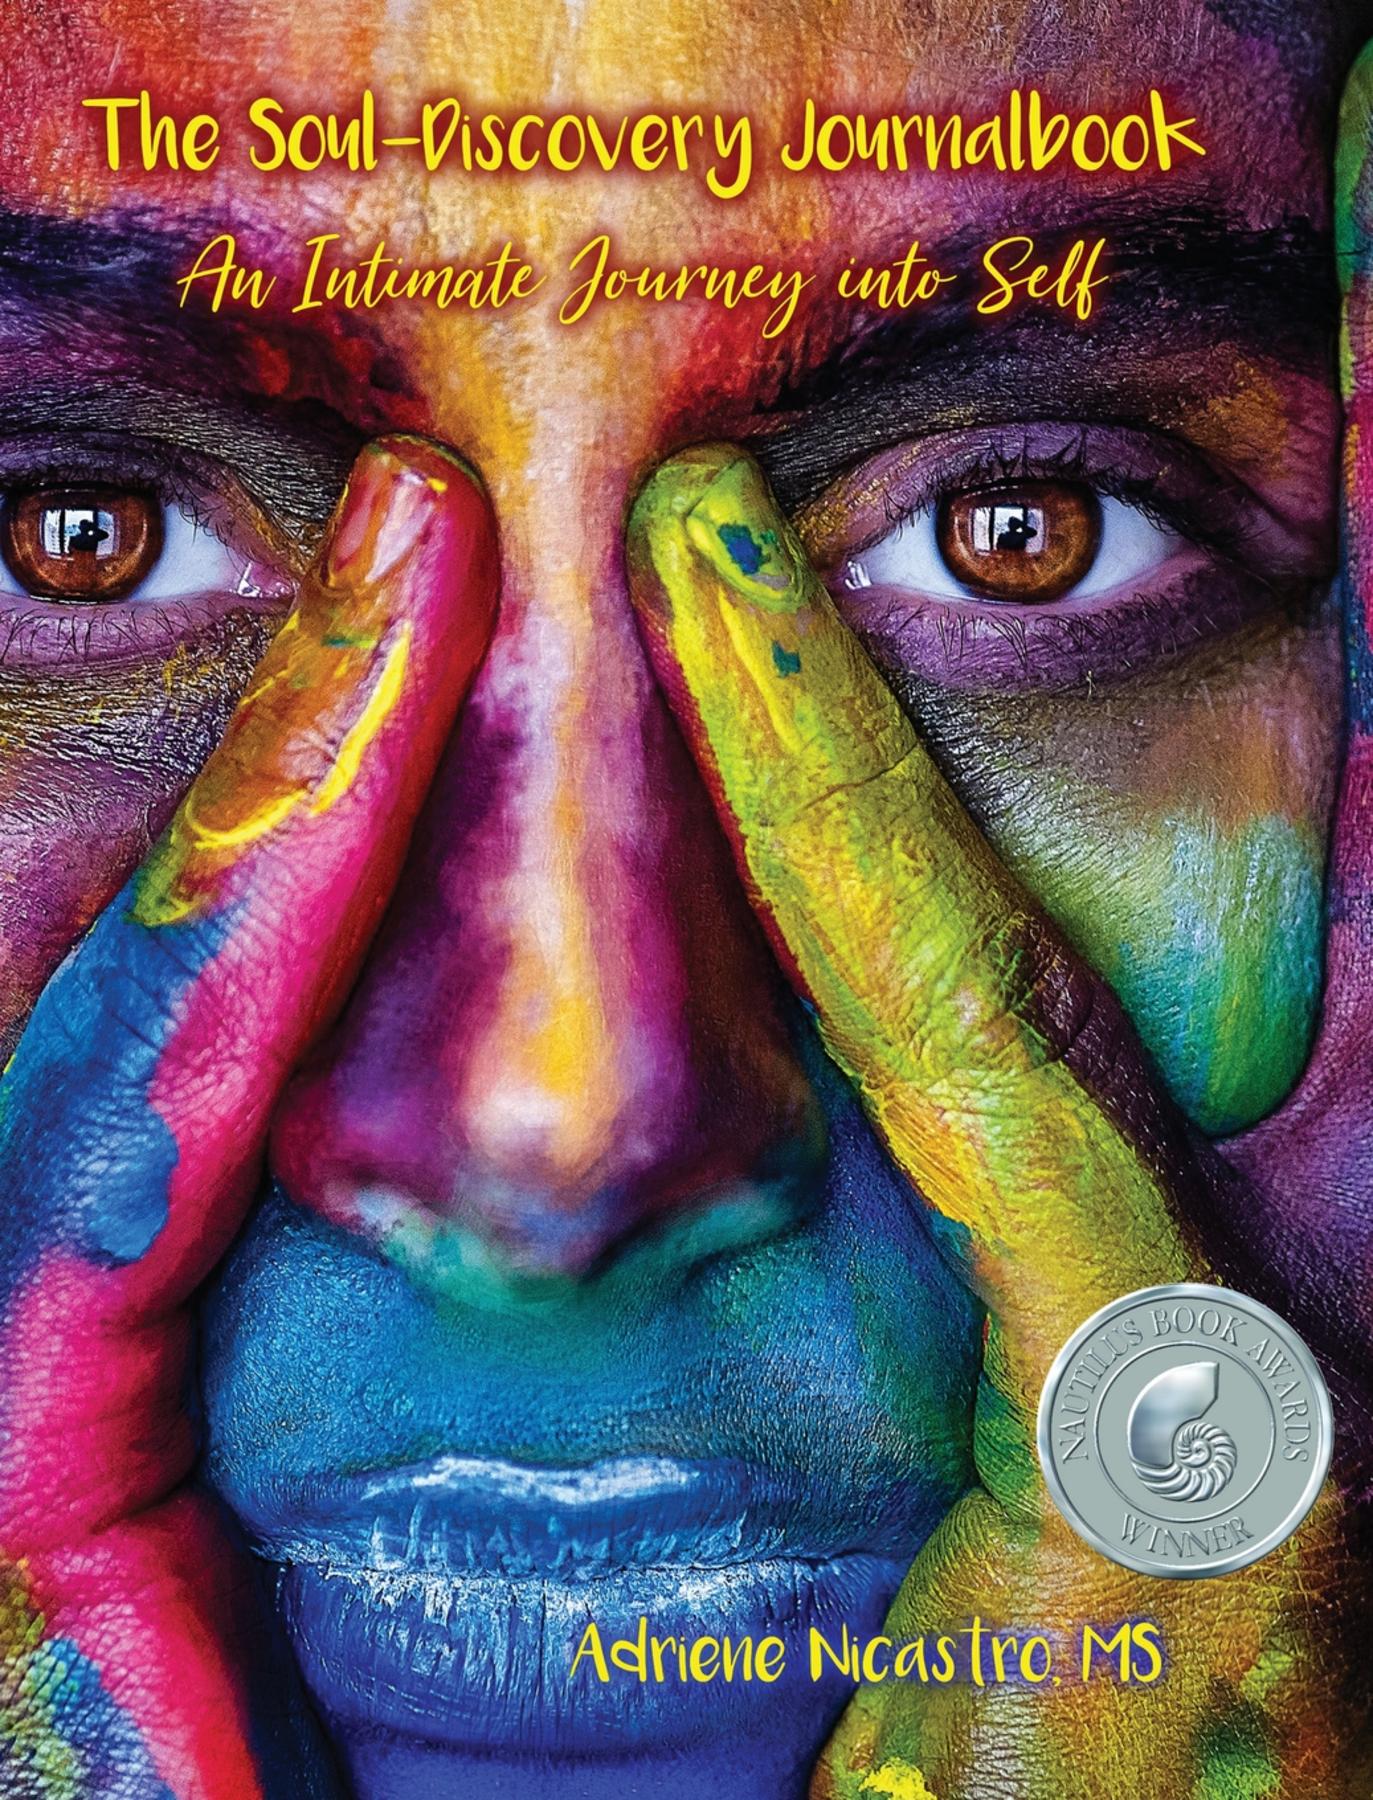 The Soul-Discovery Journalbook
An Intimate Journey into Self
NAUTILUS BOOK AWARDS
WINNER
Adriene Nicastro, MS